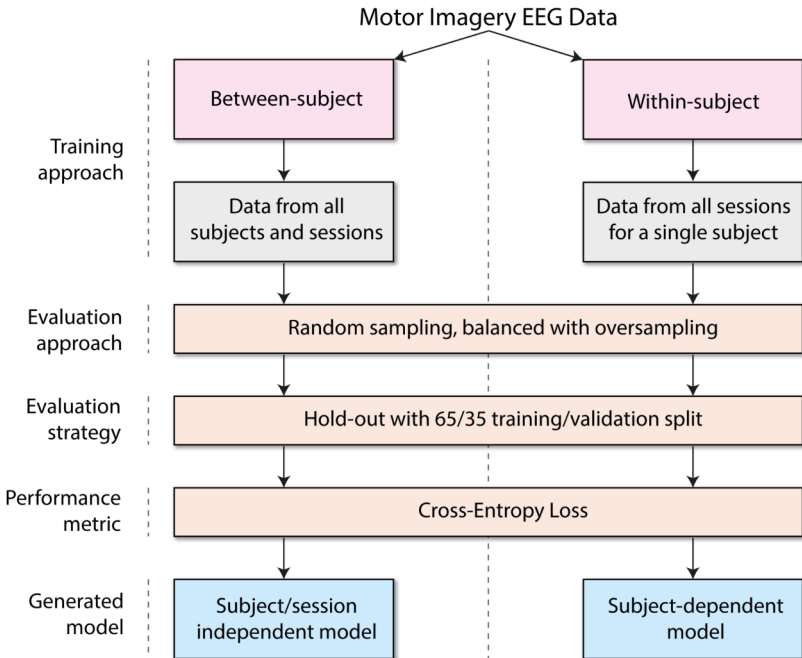 Motor Imagery EEG Data
Training
approach
Between-subject
Within-subject
Data from all
subjects and sessions
Data from all sessions
for a single subject
Evaluation
approach
Random sampling, balanced with oversampling
Evaluation
strategy
Hold-out with 65/35 training/validation split
Performance
metric
Cross-Entropy Loss
Generated
model
Subject/session
independent model
Subject-dependent
model